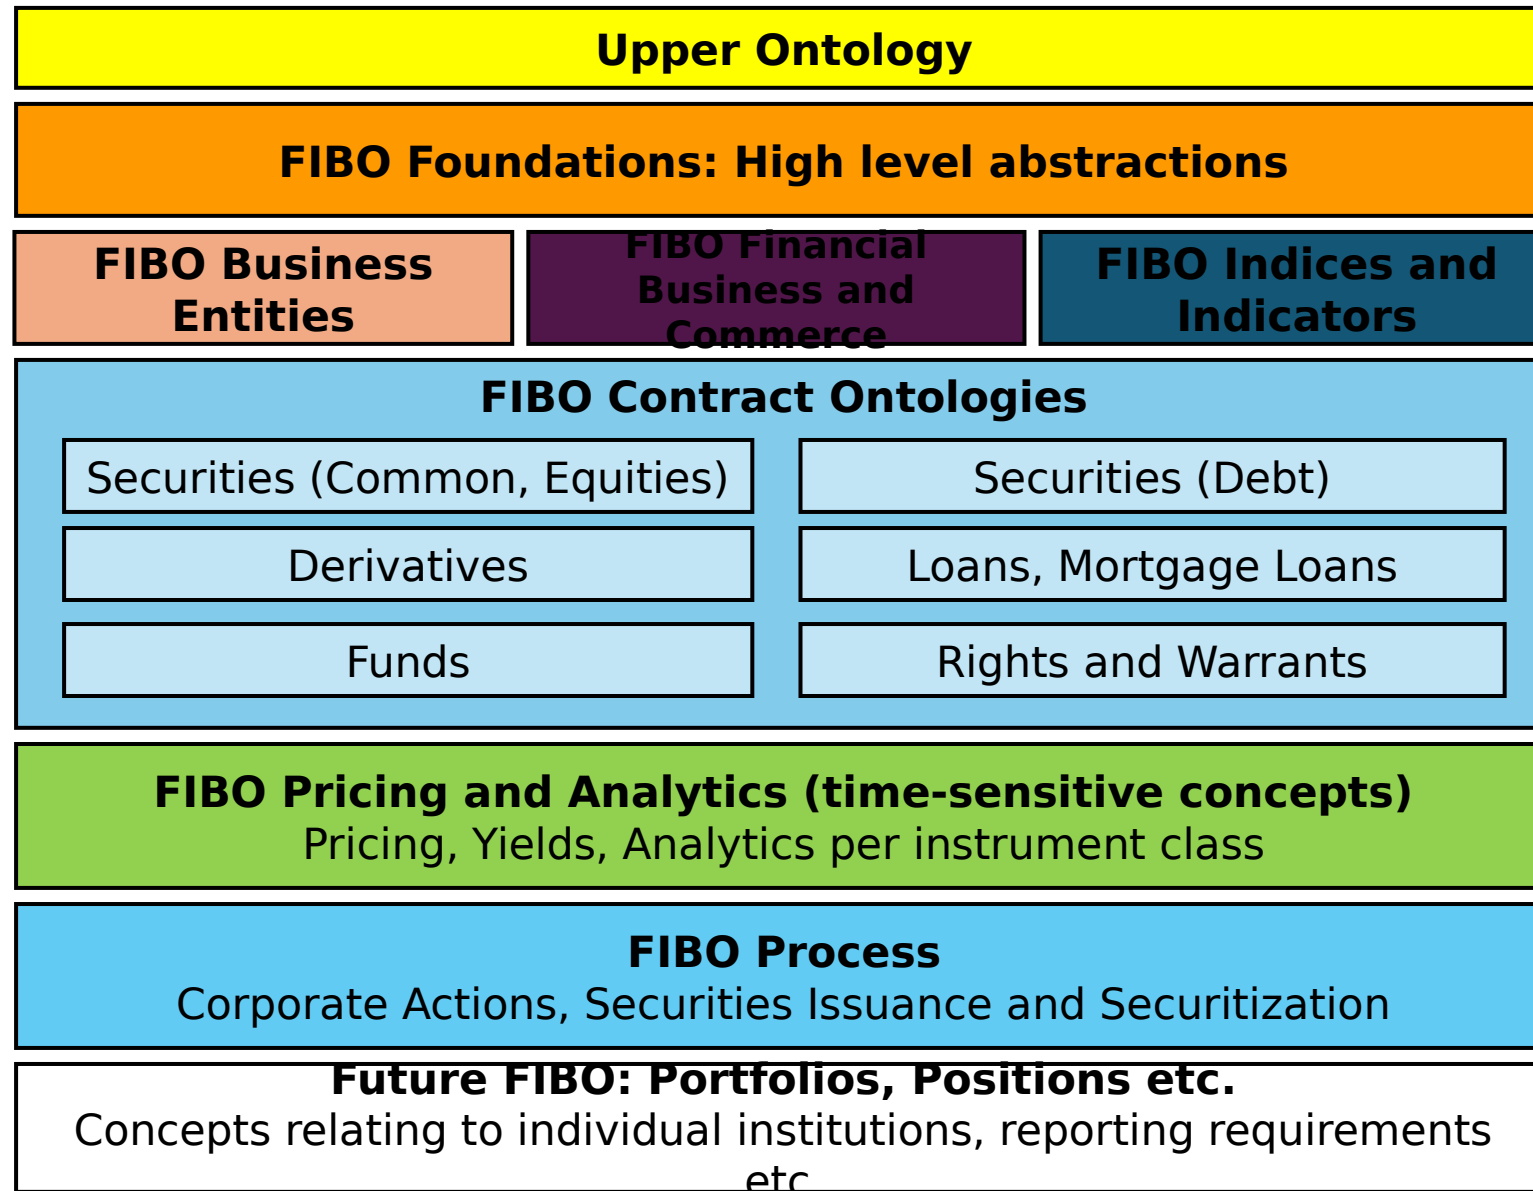 Upper Ontology
FIBO Foundations: High level abstractions
FIBO Business
Entities
FIBO Financial
Business and
Commerce
FIBO Indices and
Indicators
FIBO Contract Ontologies
Securities (Common, Equities)
Securities (Debt)
Derivatives
Loans, Mortgage Loans
Funds
Rights and Warrants
FIBO Pricing and Analytics (time-sensitive concepts)
Pricing, Yields, Analytics per instrument class
FIBO Process
Corporate Actions, Securities Issuance and Securitization
Future FIBO: Portfolios, Positions etc.
Concepts relating to individual institutions, reporting requirements
etc